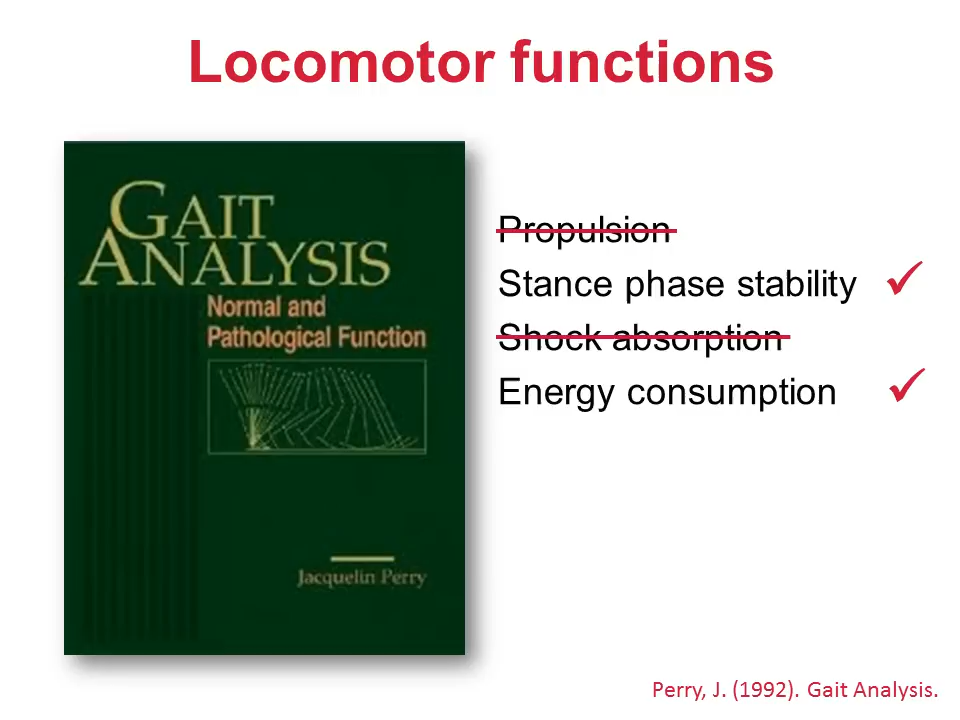 Locomotor functions
GAIT
ANALYSIS
Normal and
Pathological Function
Jacquelin Perry
Propulsion
Stance phase stability ✓
Shock absorption
Energy consumption ✓
Perry, J. (1992). Gait Analysis.